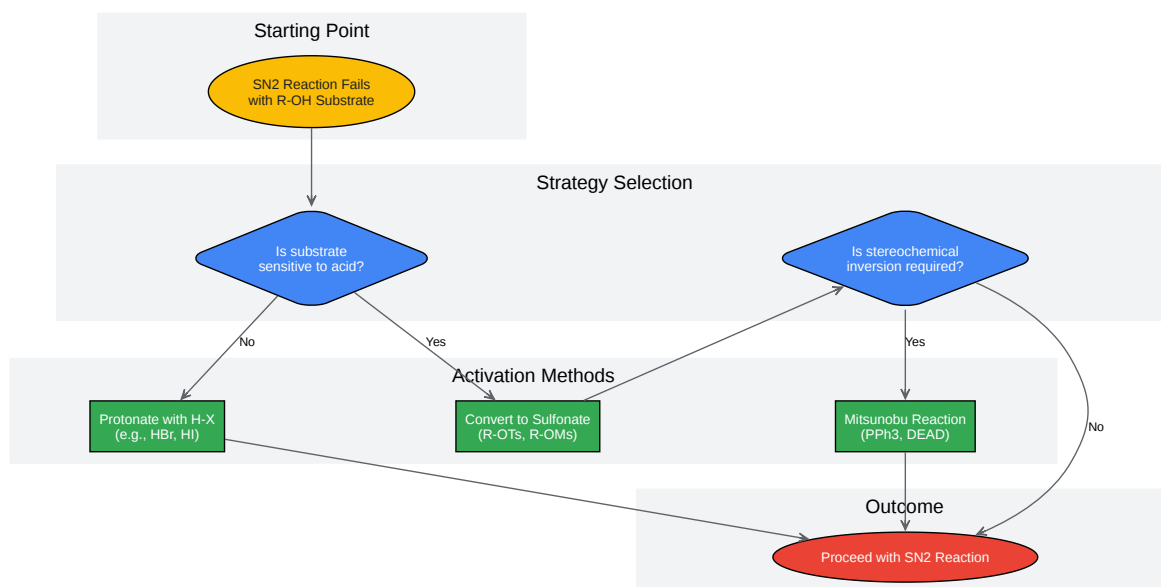 Starting Point
SN2 Reaction Fails
with R-OH Substrate
Strategy Selection
Is substrate
sensitive to acid?
Is stereochemical
inversion required?
No
Yes
Yes
No
Activation Methods
Protonate with H-X
(e.g., HBr, HI)
Convert to Sulfonate
(R-OTs, R-OMs)
Mitsunobu Reaction
(PPh3, DEAD)
Outcome
Proceed with SN2 Reaction